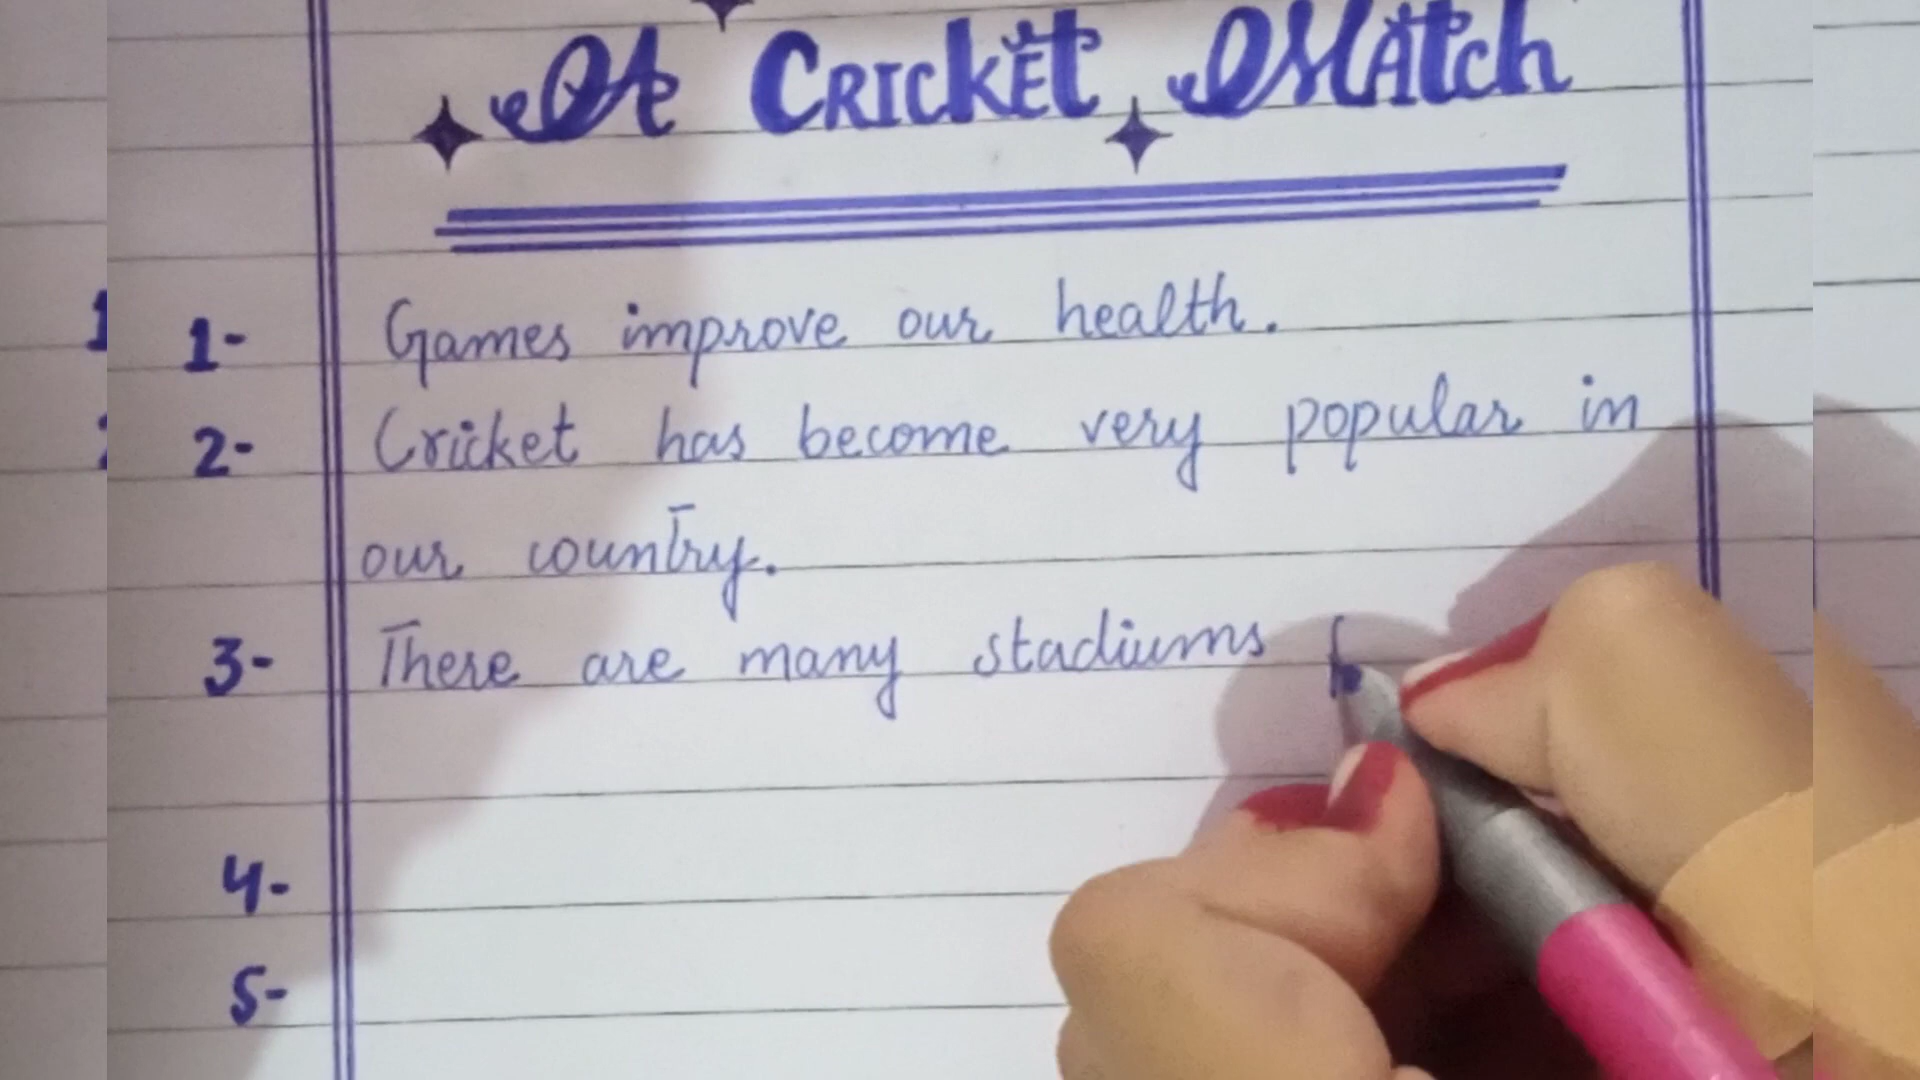 A Cricket Match
1- Games improve our health.
2- Cricket has become very popular in
our country.
3- There are many stadiums
4-
5-